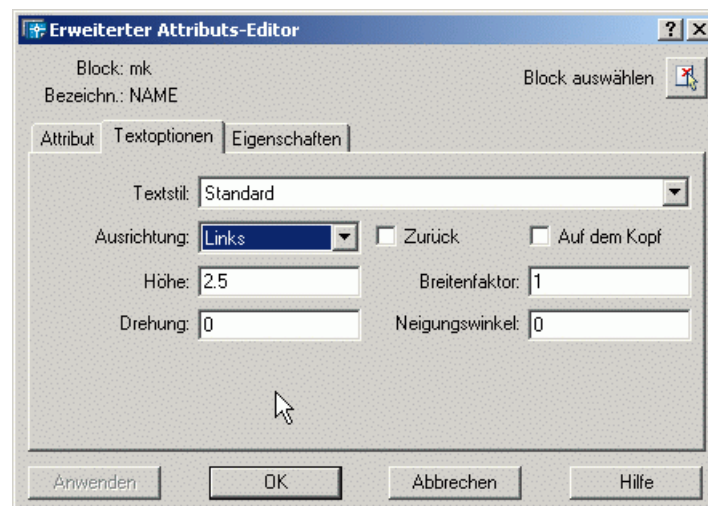 Erweiterter Attributs-Editor
Block: mk
Block auswählen
Bezeichn.: NAME
Attribut Textoptionen Eigenschaften
Textstil: Standard
Ausrichtung: Links Zurück Auf dem Kopf
Höhe: 2.5 Breitenfaktor: 1
Drehung: 0 Neigungswinkel: 0
Anwenden OK Abbrechen Hilfe